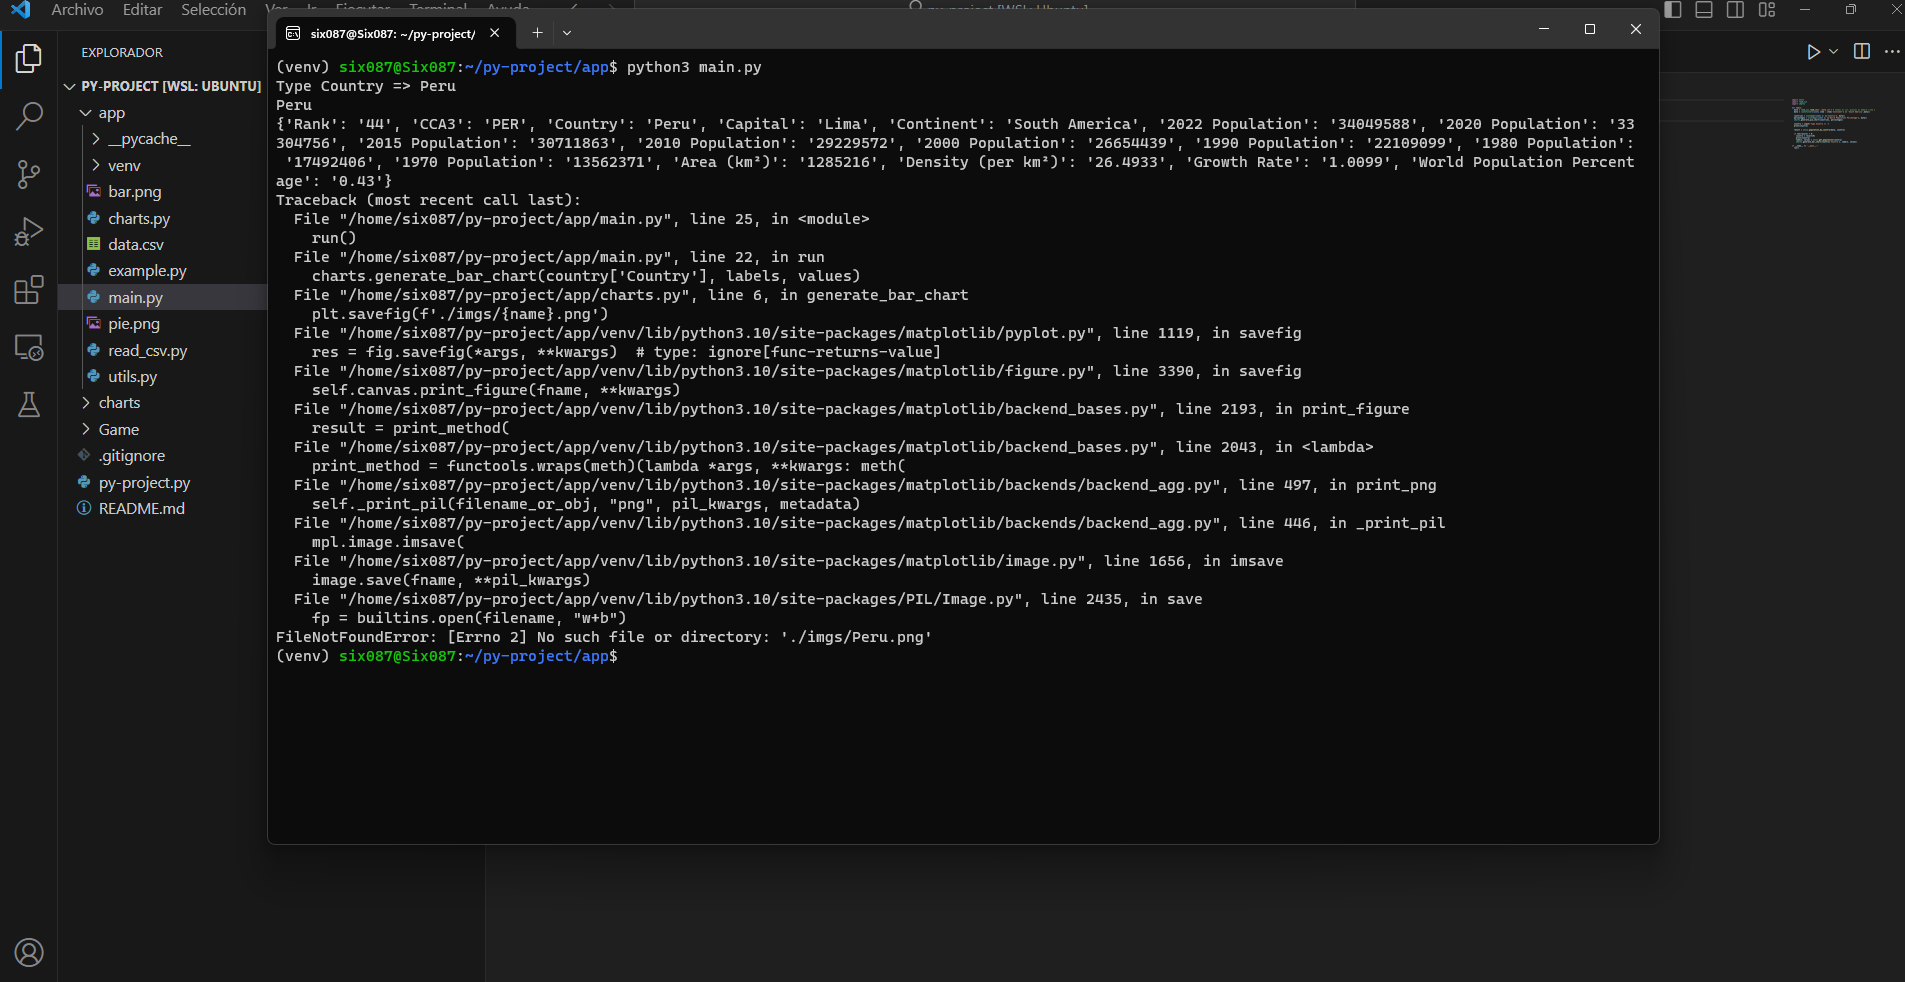 Archivo Editar Selección Ver Ir Ejecutar Terminal Ayuda
py-project [WSL: Ubuntu]
EXPLORADOR
PY-PROJECT [WSL: UBUNTU]
app
__pycache__
venv
bar.png
charts.py
data.csv
example.py
main.py
pie.png
read_csv.py
utils.py
charts
Game
.gitignore
py-project.py
README.md
six087@Six087: ~/py-project/
(venv) six087@Six087:~/py-project/app$ python3 main.py
Type Country => Peru
Peru
{'Rank': '44', 'CCA3': 'PER', 'Country': 'Peru', 'Capital': 'Lima', 'Continent': 'South America', '2022 Population': '34049588', '2020 Population': '33
304756', '2015 Population': '30711863', '2010 Population': '29229572', '2000 Population': '26654439', '1990 Population': '22109099', '1980 Population':
'17492406', '1970 Population': '13562371', 'Area (km²)': '1285216', 'Density (per km²)': '26.4933', 'Growth Rate': '1.0099', 'World Population Percent
age': '0.43'}
Traceback (most recent call last):
File "/home/six087/py-project/app/main.py", line 25, in <module>
run()
File "/home/six087/py-project/app/main.py", line 22, in run
charts.generate_bar_chart(country['Country'], labels, values)
File "/home/six087/py-project/app/charts.py", line 6, in generate_bar_chart
plt.savefig(f'./imgs/{name}.png')
File "/home/six087/py-project/app/venv/lib/python3.10/site-packages/matplotlib/pyplot.py", line 1119, in savefig
res = fig.savefig(*args, **kwargs)  # type: ignore[func-returns-value]
File "/home/six087/py-project/app/venv/lib/python3.10/site-packages/matplotlib/figure.py", line 3390, in savefig
self.canvas.print_figure(fname, **kwargs)
File "/home/six087/py-project/app/venv/lib/python3.10/site-packages/matplotlib/backend_bases.py", line 2193, in print_figure
result = print_method(
File "/home/six087/py-project/app/venv/lib/python3.10/site-packages/matplotlib/backend_bases.py", line 2043, in <lambda>
print_method = functools.wraps(meth)(lambda *args, **kwargs: meth(
File "/home/six087/py-project/app/venv/lib/python3.10/site-packages/matplotlib/backends/backend_agg.py", line 497, in print_png
self._print_pil(filename_or_obj, "png", pil_kwargs, metadata)
File "/home/six087/py-project/app/venv/lib/python3.10/site-packages/matplotlib/backends/backend_agg.py", line 446, in _print_pil
mpl.image.imsave(
File "/home/six087/py-project/app/venv/lib/python3.10/site-packages/matplotlib/image.py", line 1656, in imsave
image.save(fname, **pil_kwargs)
File "/home/six087/py-project/app/venv/lib/python3.10/site-packages/PIL/Image.py", line 2435, in save
fp = builtins.open(filename, "w+b")
FileNotFoundError: [Errno 2] No such file or directory: './imgs/Peru.png'
(venv) six087@Six087:~/py-project/app$